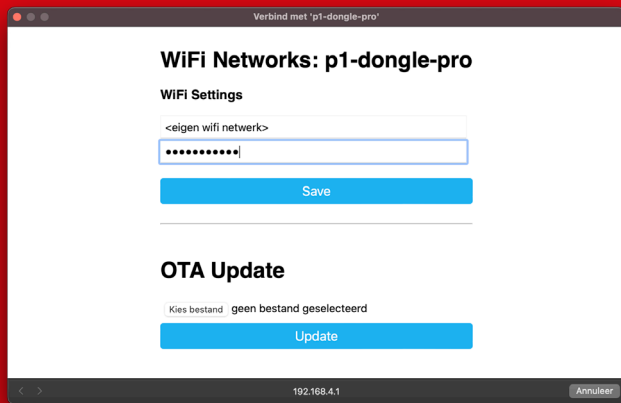 Verbind met 'p1-dongle-pro'
WiFi Networks: p1-dongle-pro
WiFi Settings
<eigen wifi netwerk>
●●●●●●●●●●●
Save
OTA Update
Kies bestand geen bestand geselecteerd
Update
192.168.4.1
Annuleer